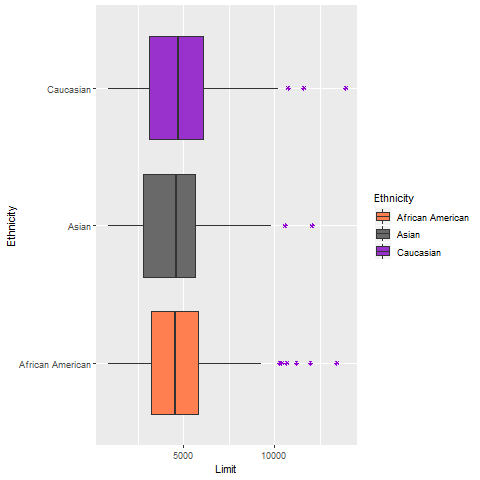 Caucasian
Asian
African American
Ethnicity
5000
10000
Limit
Ethnicity
African American
Asian
Caucasian